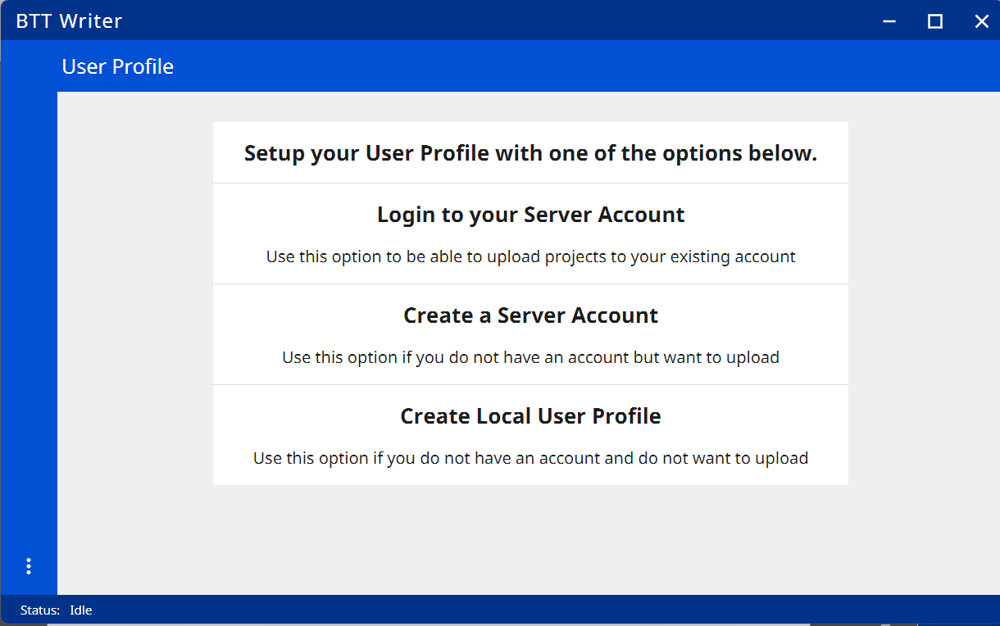 BTT Writer
User Profile
Setup your User Profile with one of the options below.
Login to your Server Account
Use this option to be able to upload projects to your existing account
Create a Server Account
Use this option if you do not have an account but want to upload
Create Local User Profile
Use this option if you do not have an account and do not want to upload
Status: Idle